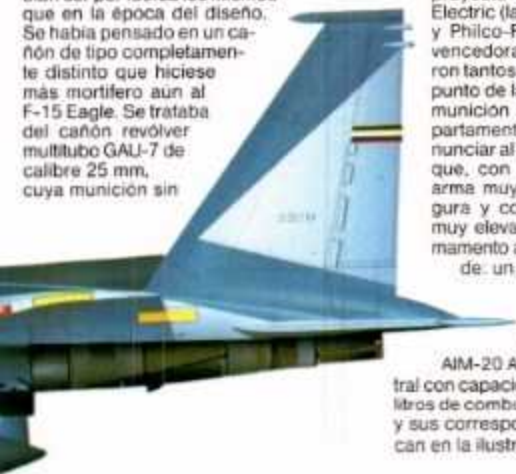 que en la época del diseño.
Se había pensado en un ca-
ñón de tipo completamen-
te distinto que hiciese
más mortífero aún al
F-15 Eagle. Se trataba
del cañón revólver
multitubo GAU-7 de
calibre 25 mm,
cuya munición sin
Electric (la
y Philco-F
vencedora
ron tantos
punto de la
munición
partament
nunciar al
que, con
arma muy
gura y co
muy eleva
mamento a
de: un
AIM-20 A
tral con capacid
litros de combu
y sus correspo
can en la ilustr